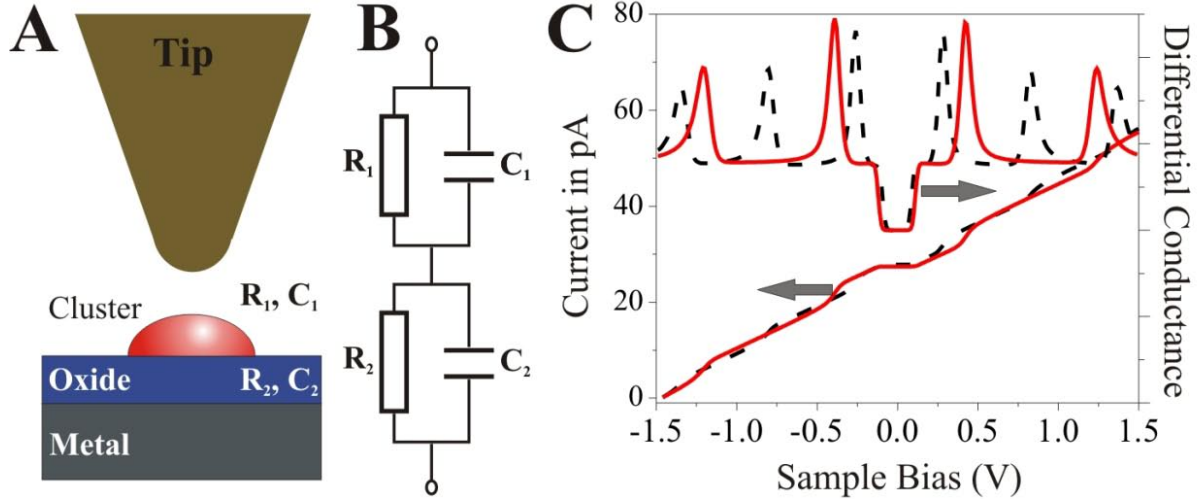 A
Tip
Cluster
R₁, C₁
Oxide
R₂, C₂
Metal
B
R₁
C₁
R₂
C₂
C
80
60
40
20
0
Current in pA
-1.5
-1.0
-0.5
0.0
0.5
1.0
1.5
Sample Bias (V)
Differential Conductance